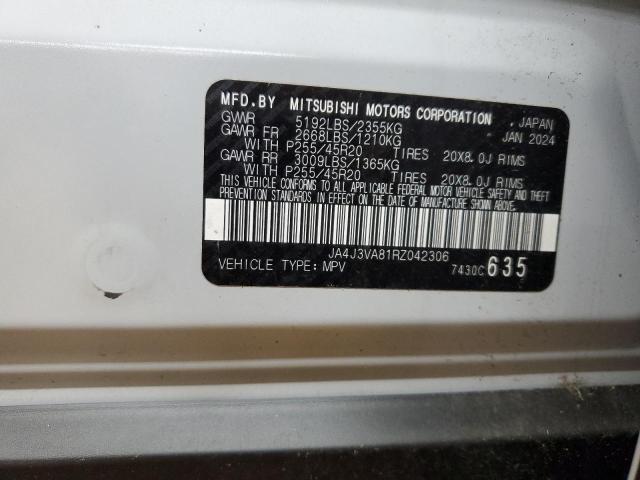 MFD.BY MITSUBISHI MOTORS CORPORATION, JAPAN
GVWR 5192LBS/2355KG JAN 2024
GAWR FR 2668LBS/1210KG
WITH P255/45R20 TIRES 20X8.0J RIMS
GAWR RR 3009LBS/1365KG
WITH P255/45R20 TIRES 20X8.0J RIMS
THIS VEHICLE CONFORMS TO ALL APPLICABLE FEDERAL MOTOR VEHICLE SAFETY AND THEFT
PREVENTION STANDARDS IN EFFECT ON THE DATE OF MANUFACTURE SHOWN ABOVE.
JA4J3VA81RZ042306
VEHICLE TYPE: MPV 7430C 635